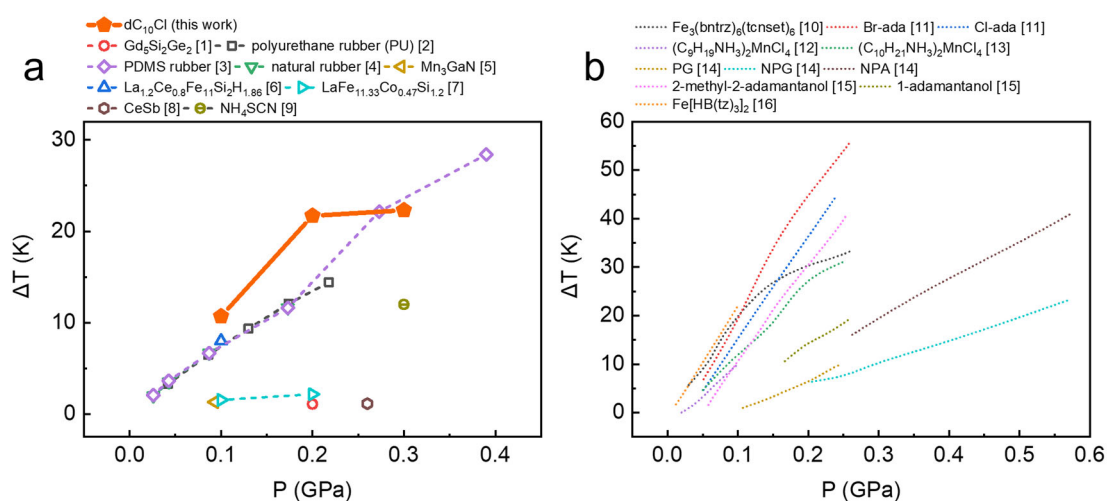 a
dC₁₀Cl (this work)
Gd₅Si₂Ge₂ [1] polyurethane rubber (PU) [2]
PDMS rubber [3] natural rubber [4] Mn₃GaN [5]
La₁.₂Ce₀.₈Fe₁₁Si₂H₁.₈₆ [6] LaFe₁₁.₃₃Co₀.₄₇Si₁.₂ [7]
CeSb [8] NH₄SCN [9]
30
20
10
0
ΔT (K)
0.0 0.1 0.2 0.3 0.4
P (GPa)
b
Fe₃(bntrz)₆(tcnset)₆ [10] Br-ada [11] Cl-ada [11]
(C₉H₁₉NH₃)₂MnCl₄ [12] (C₁₀H₂₁NH₃)₂MnCl₄ [13]
PG [14] NPG [14] NPA [14]
2-methyl-2-adamantanol [15] 1-adamantanol [15]
Fe[HB(tz)₃]₂ [16]
60
50
40
30
20
10
0
ΔT (K)
0.0 0.1 0.2 0.3 0.4 0.5 0.6
P (GPa)